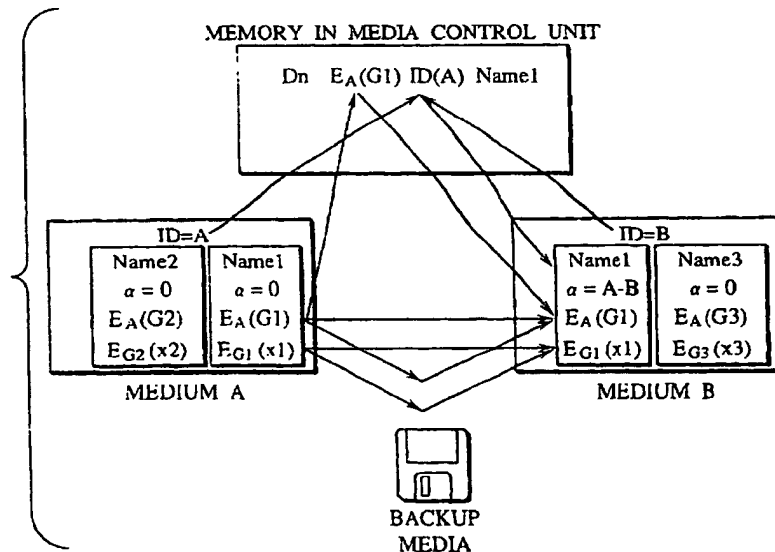 MEMORY IN MEDIA CONTROL UNIT
Dn EA(G1) ID(A) Name1
ID=A
Name2
α = 0
EA(G2)
EG2(x2)
Name1
α = 0
EA(G1)
EG1(x1)
MEDIUM A
ID=B
Name1
α = A-B
EA(G1)
EG1(x1)
Name3
α = 0
EA(G3)
EG3(x3)
MEDIUM B
BACKUP
MEDIA